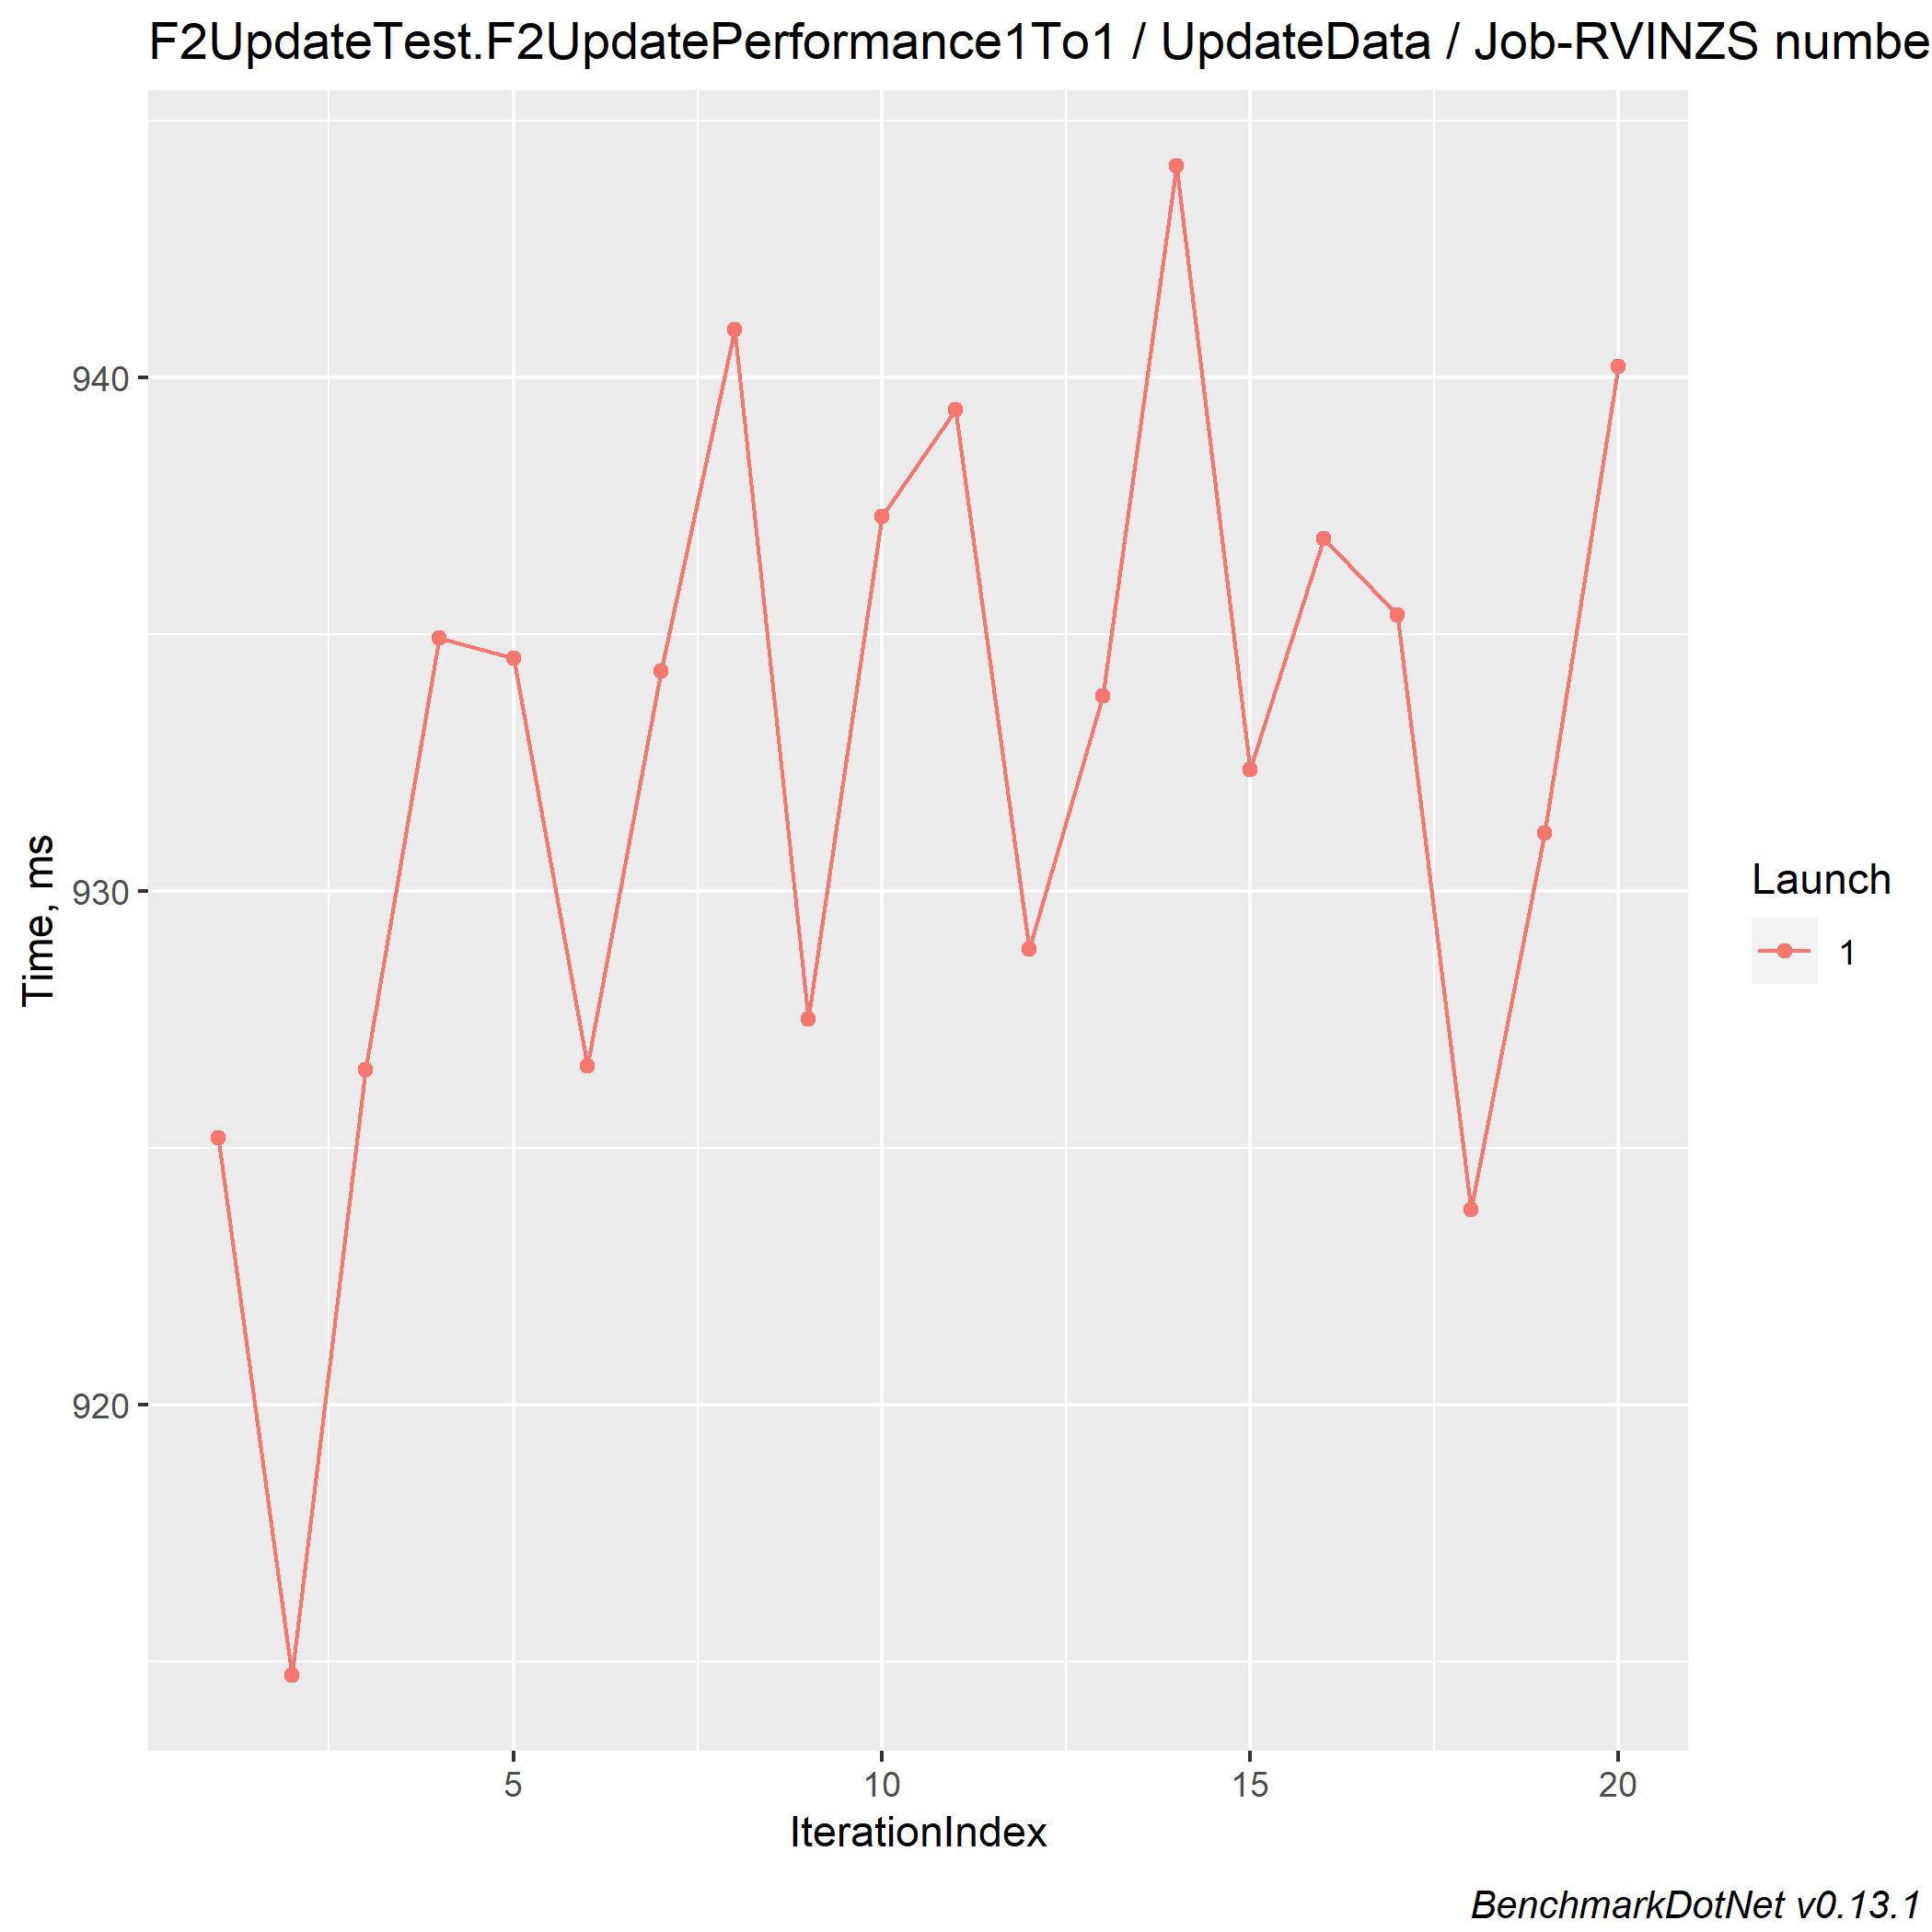 F2UpdateTest.F2UpdatePerformance1To1 / UpdateData / Job-RVINZS numbe
940
930
920
Time, ms
5 10 15 20
IterationIndex
Launch
1
BenchmarkDotNet v0.13.1